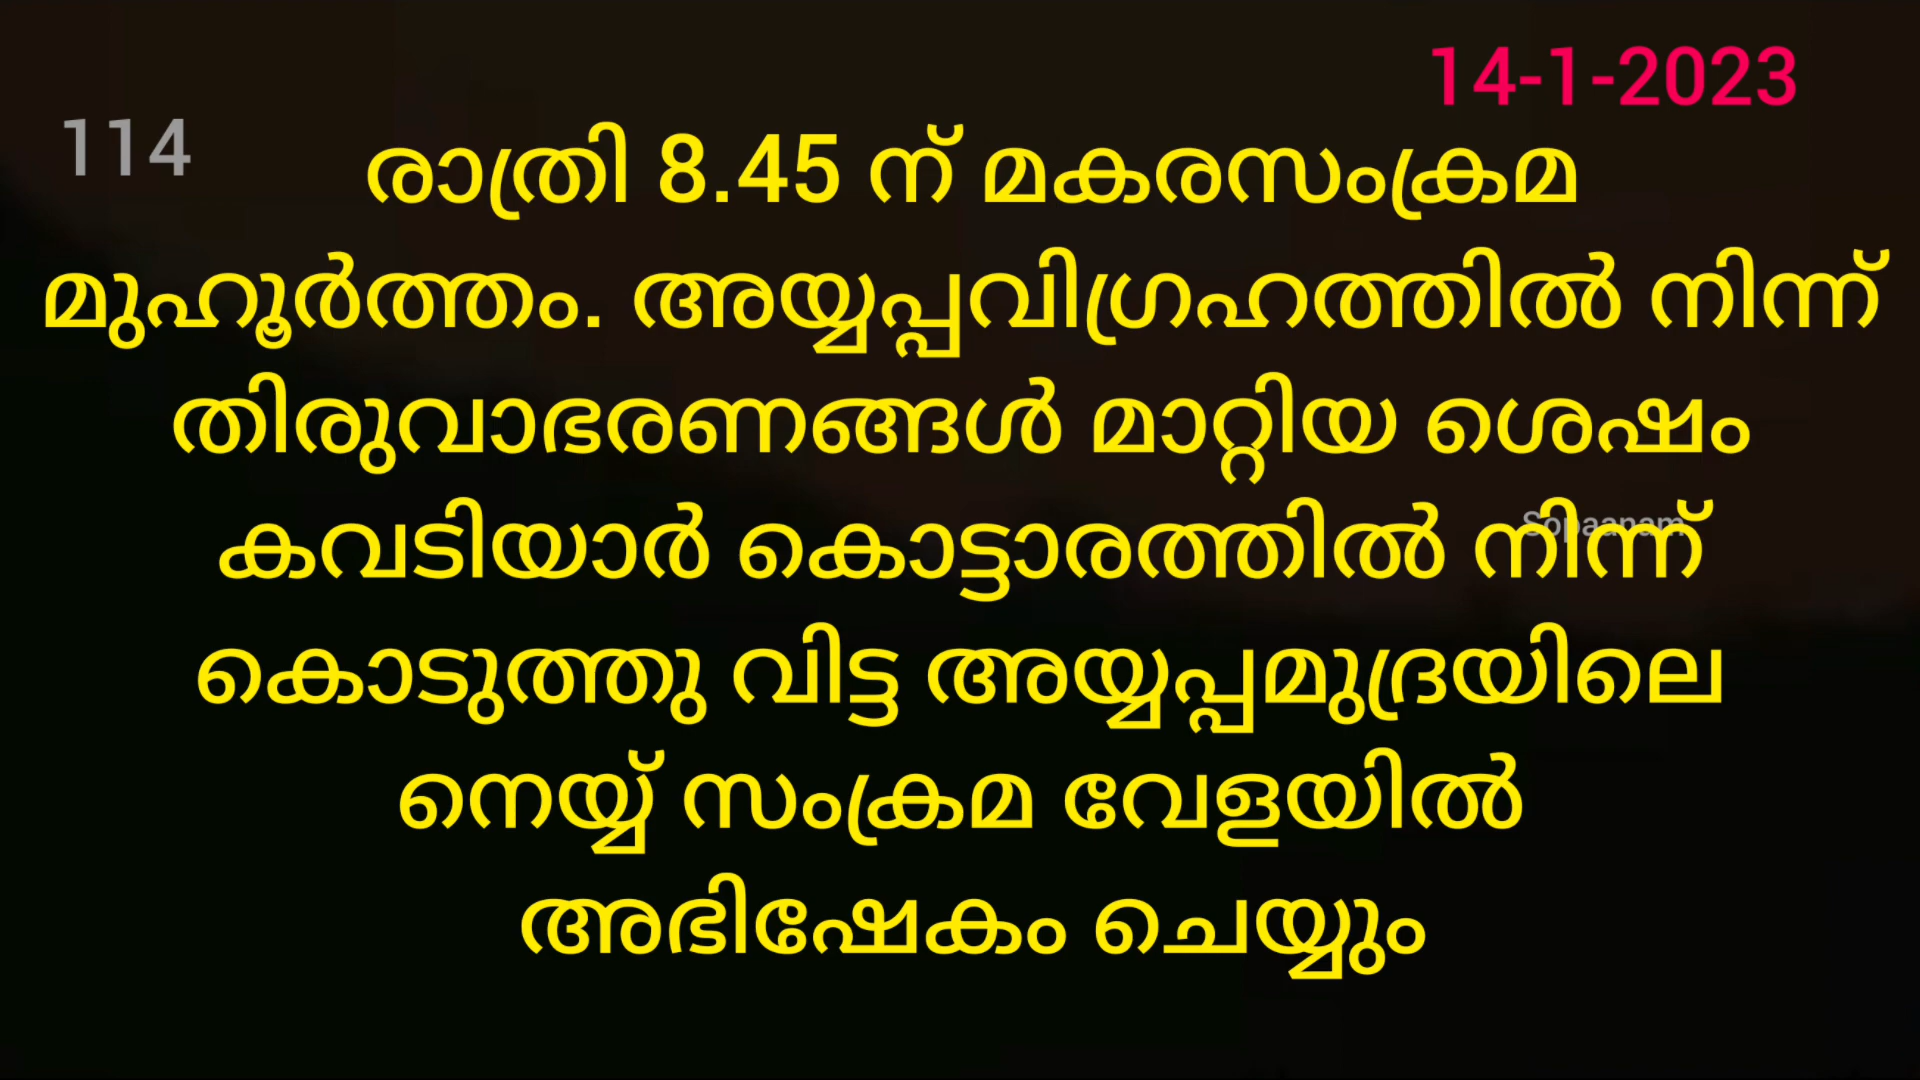 14-1-2023
114
രാത്രി 8.45 ന് മകരസംക്രമ
മുഹൂർത്തം. അയ്യപ്പവിഗ്രഹത്തിൽ നിന്ന്
തിരുവാഭരണങ്ങൾ മാറ്റിയ ശെഷം
കവടിയാർ കൊട്ടാരത്തിൽ നിന്ന്
Sopaanam
കൊടുത്തു വിട്ട അയ്യപ്പമുദ്രയിലെ
നെയ്യ് സംക്രമ വേളയിൽ
അഭിഷേകം ചെയ്യും